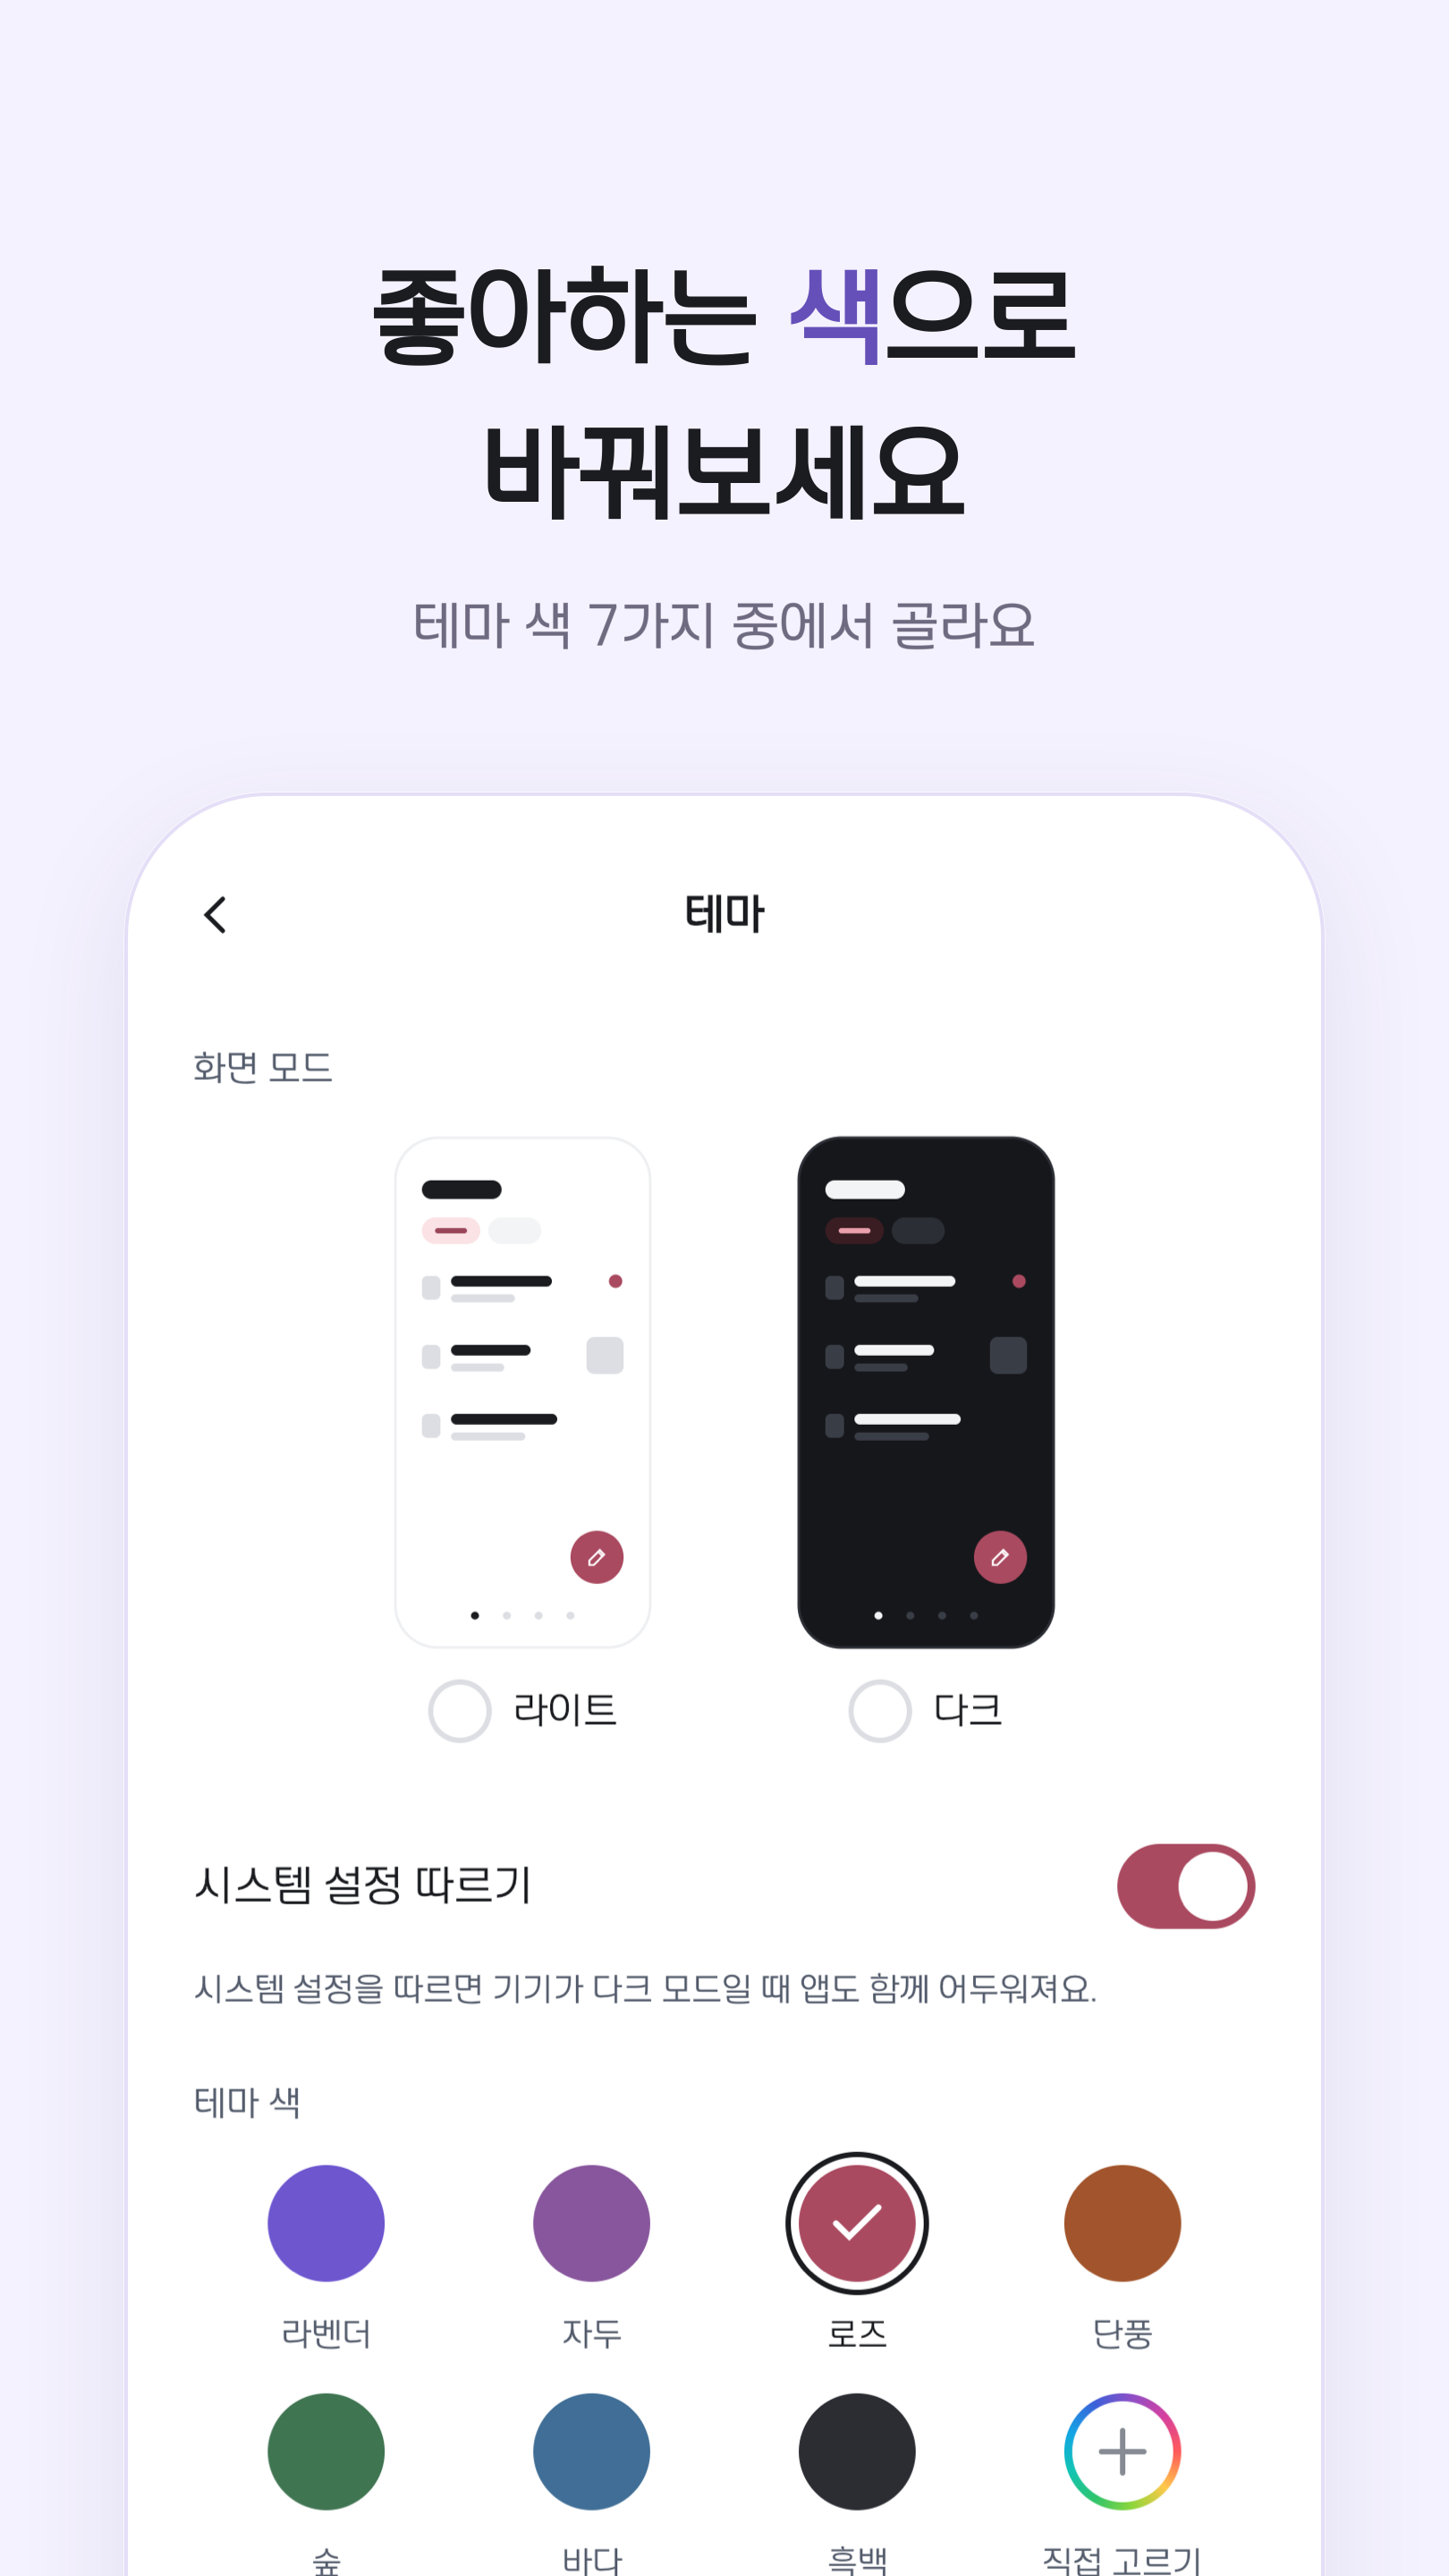 좋아하는 색으로
바꿔보세요
테마 색 7가지 중에서 골라요
테마
화면 모드
라이트 다크
시스템 설정 따르기
시스템 설정을 따르면 기기가 다크 모드일 때 앱도 함께 어두워져요.
테마 색
라벤더 자두 로즈 단풍
숲 바다 흑백 직접 고르기